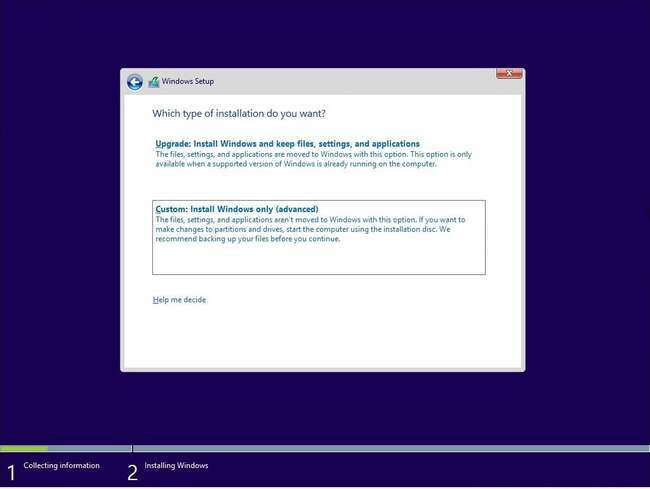 Windows Setup
Which type of installation do you want?
Upgrade: Install Windows and keep files, settings, and applications
The files, settings, and applications are moved to Windows with this option. This option is only
available when a supported version of Windows is already running on the computer.
Custom: Install Windows only (advanced)
The files, settings, and applications aren't moved to Windows with this option. If you want to
make changes to partitions and drives, start the computer using the installation disc. We
recommend backing up your files before you continue.
Help me decide
1 Collecting information
2 Installing Windows